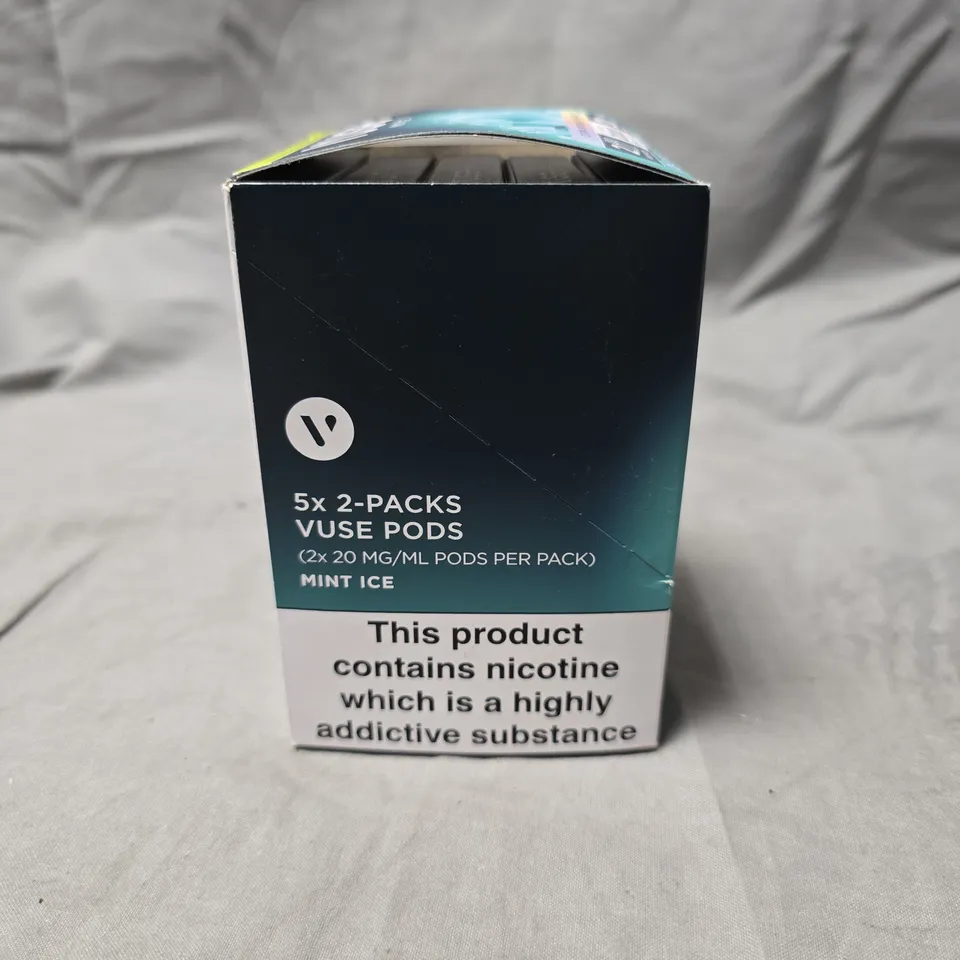 5x 2-PACKS
VUSE PODS
(2x 20 MG/ML PODS PER PACK)
MINT ICE
This product
contains nicotine
which is a highly
addictive substance